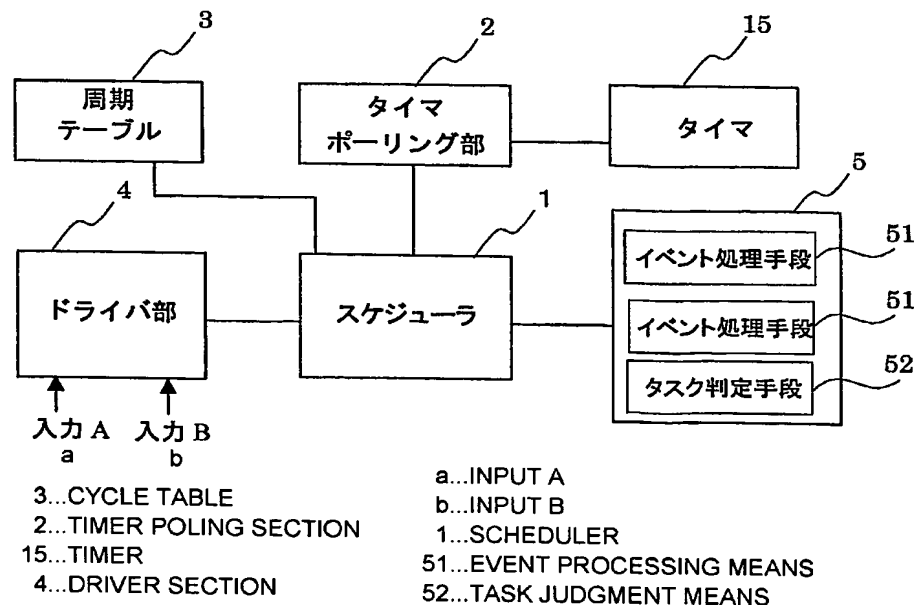 3
2
15
周期
テーブル
タイマ
ポーリング部
タイマ
4
1
5
ドライバ部
スケジューラ
イベント処理手段
51
イベント処理手段
51
タスク判定手段
52
入力 A
入力 B
a
b
3...CYCLE TABLE
2...TIMER POLING SECTION
15...TIMER
4...DRIVER SECTION
a...INPUT A
b...INPUT B
1...SCHEDULER
51...EVENT PROCESSING MEANS
52...TASK JUDGMENT MEANS